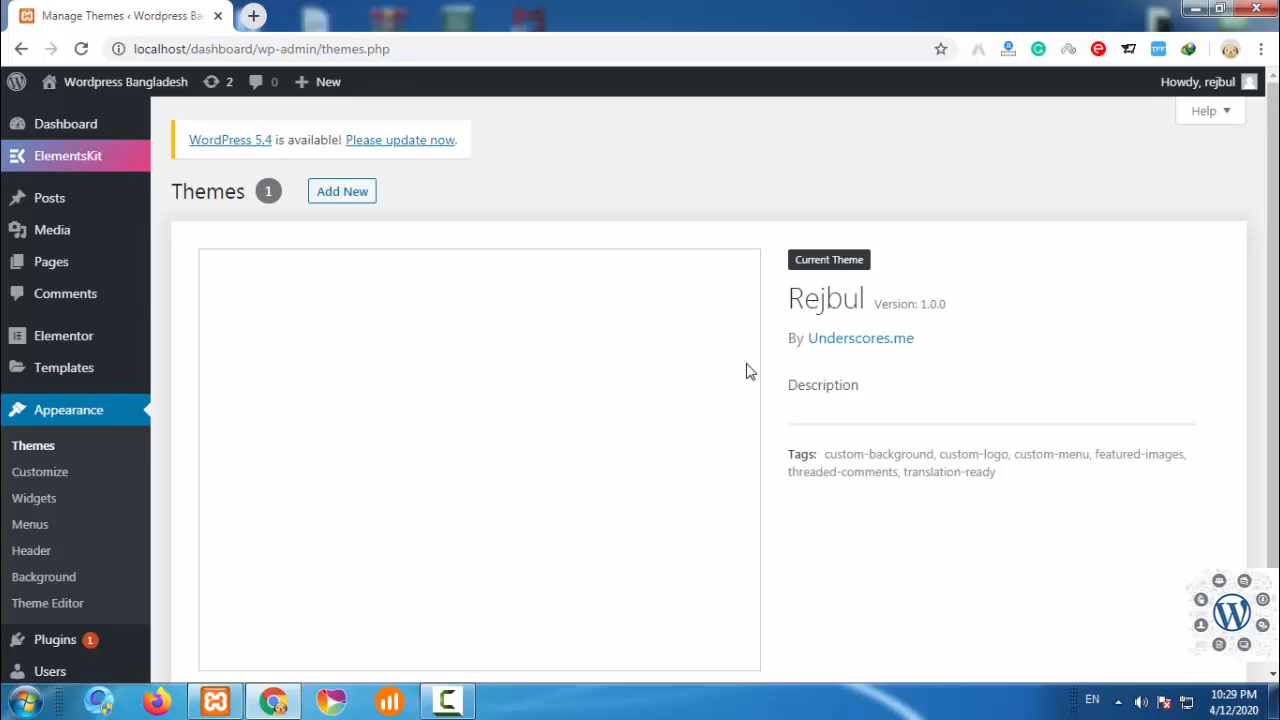 Manage Themes ‹ Wordpress Ba
localhost/dashboard/wp-admin/themes.php
Wordpress Bangladesh
2
0
New
Howdy, rejbul
Dashboard
ElementsKit
Posts
Media
Pages
Comments
Elementor
Templates
Appearance
Themes
Customize
Widgets
Menus
Header
Background
Theme Editor
Plugins 1
Users
Help
WordPress 5.4 is available! Please update now.
Themes 1 Add New
Current Theme
Rejbul Version: 1.0.0
By Underscores.me
Description
Tags: custom-background, custom-logo, custom-menu, featured-images,
threaded-comments, translation-ready
EN
10:29 PM
4/12/2020